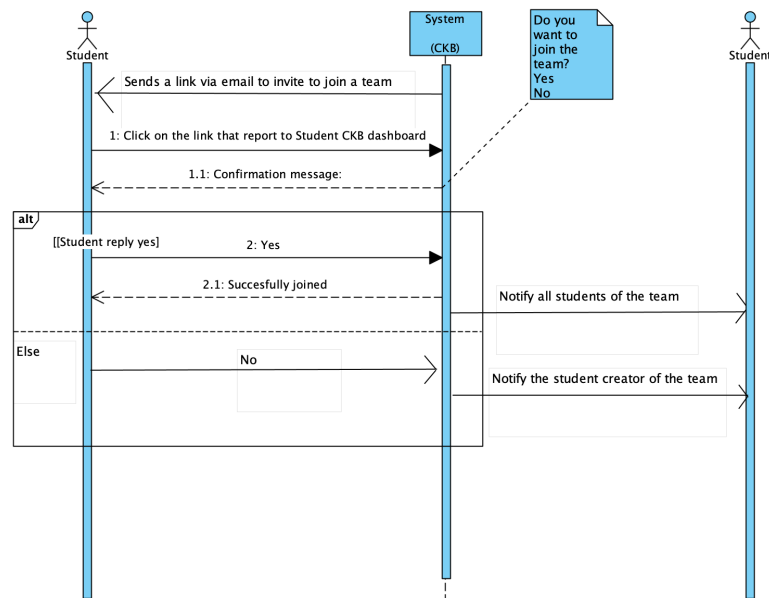 System
(CKB)
Do you
want to
join the
team?
Yes
No
Student
Student
Sends a link via email to invite to join a team
1: Click on the link that report to Student CKB dashboard
1.1: Confirmation message:
alt
[[Student reply yes]
2: Yes
2.1: Succesfully joined
Notify all students of the team
Else
No
Notify the student creator of the team